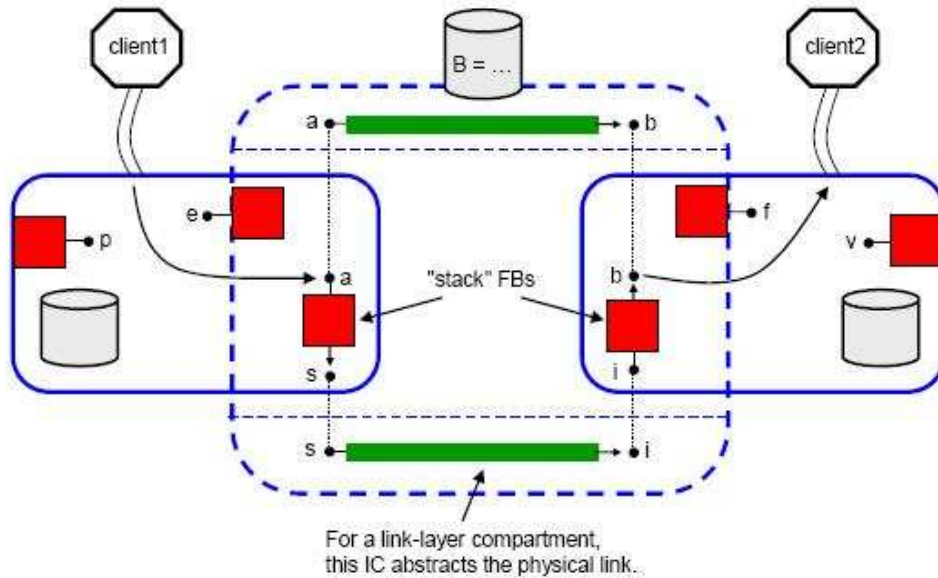 client1
client2
B = ...
a
b
e
f
p
v
a
"stack" FBs
b
s
i
s
i
For a link-layer compartment,
this IC abstracts the physical link.